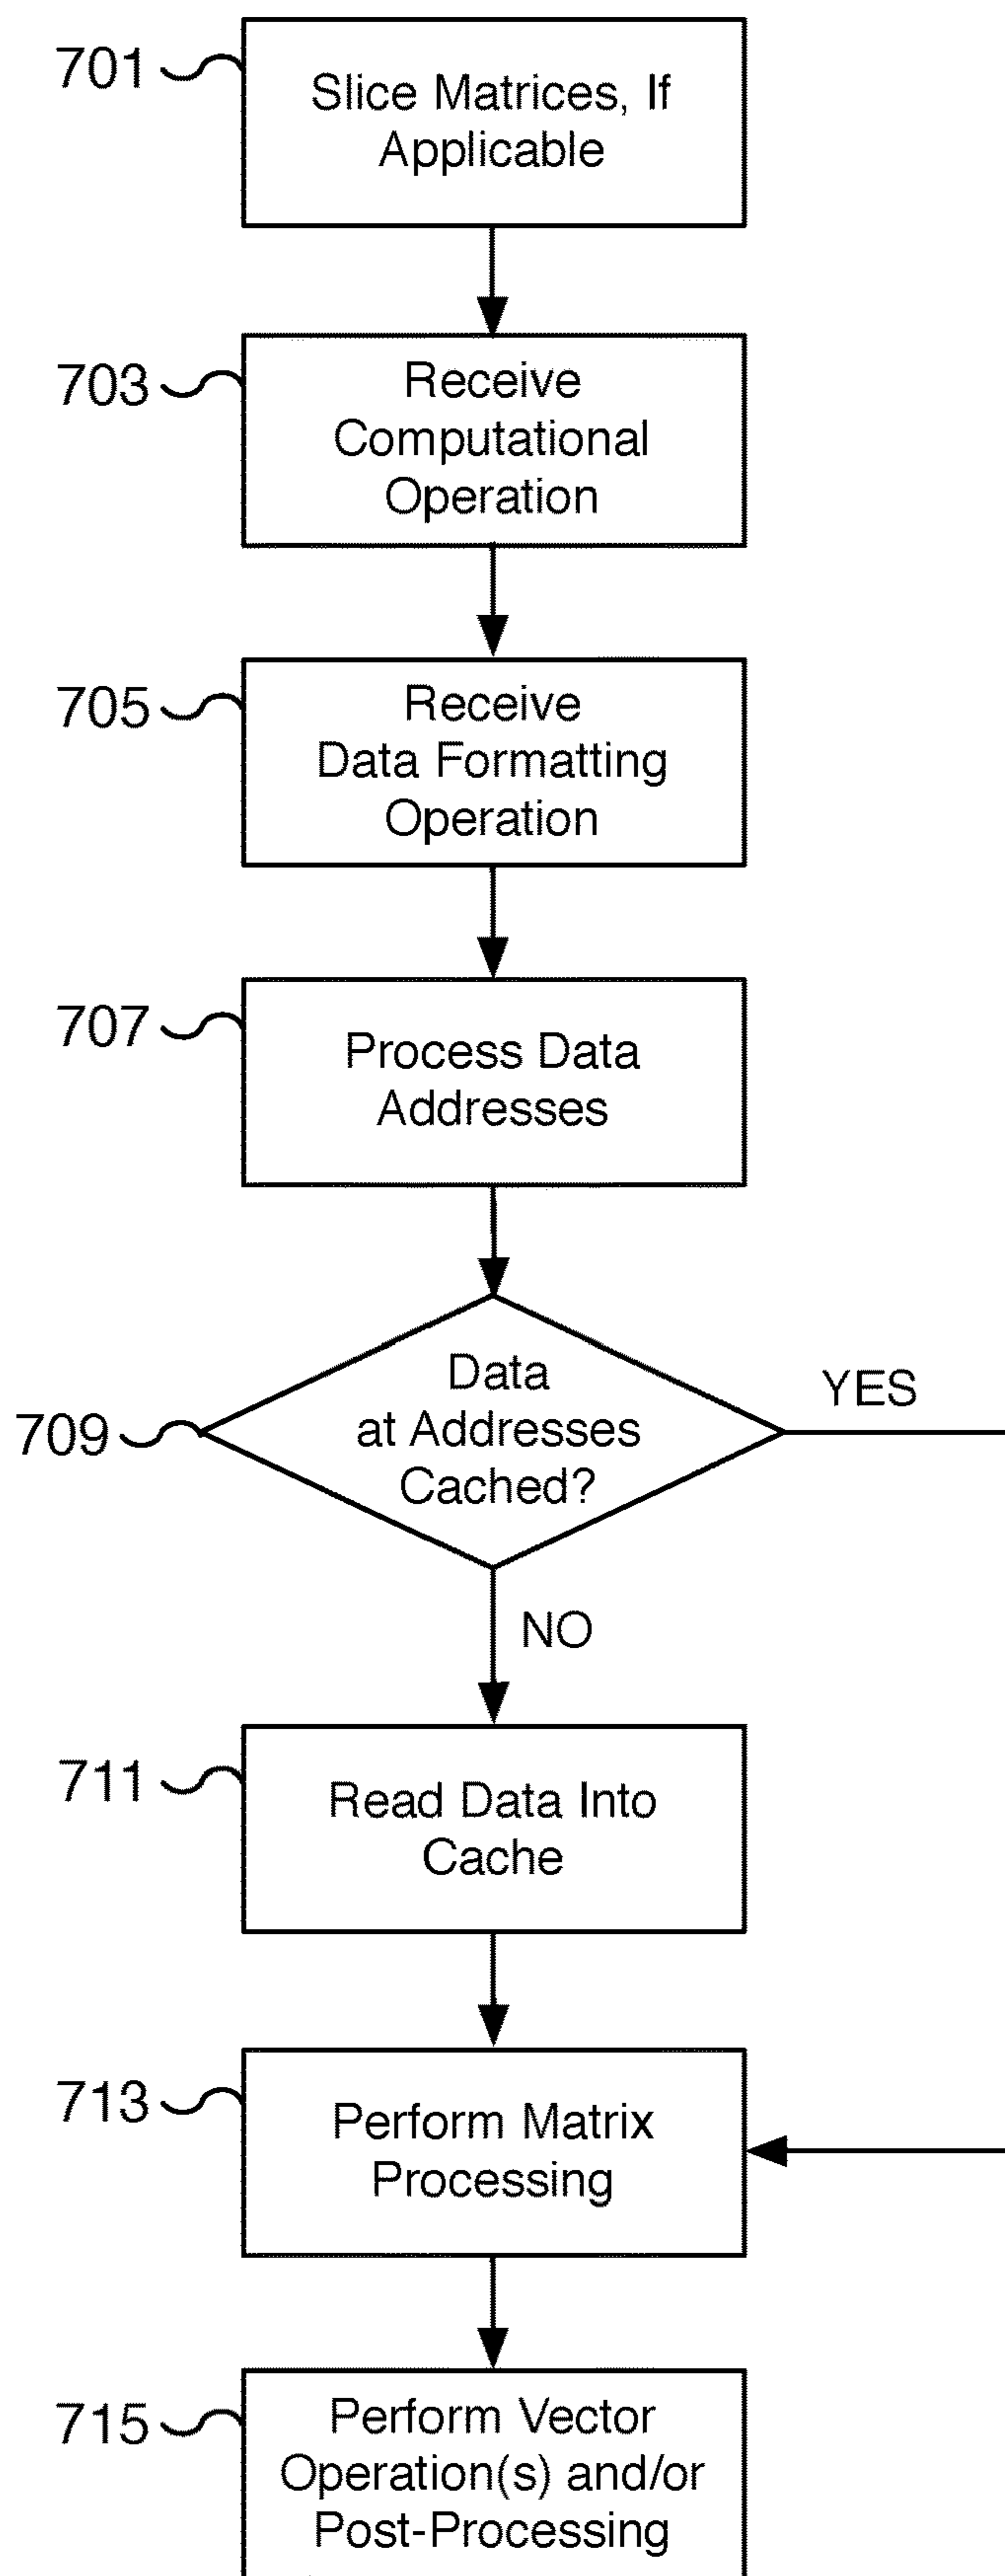 701
Slice Matrices, If
Applicable
703
Receive
Computational
Operation
705
Receive
Data Formatting
Operation
707
Process Data
Addresses
709
Data
at Addresses
Cached?
YES
NO
711
Read Data Into
Cache
713
Perform Matrix
Processing
715
Perform Vector
Operation(s) and/or
Post-Processing